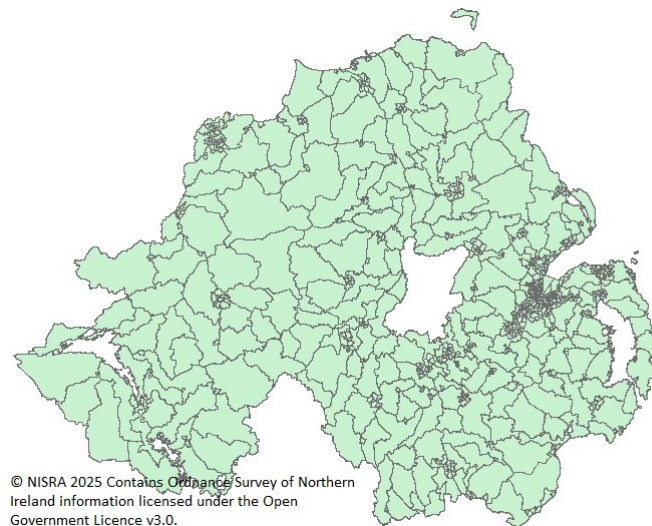 © NISRA 2025 Contains Ordnance Survey of Northern
Ireland information licensed under the Open
Government Licence v3.0.